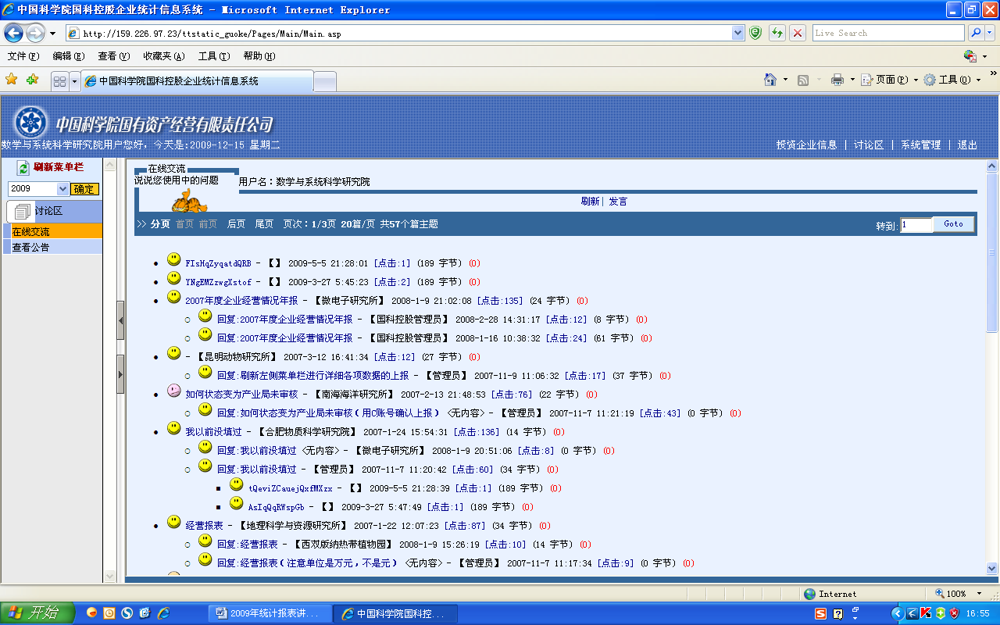 中国科学院国科控股企业统计信息系统 - Microsoft Internet Explorer
http://159.226.97.23/ttstatic_guoke/Pages/Main/Main.asp
Live Search
文件(F) 编辑(E) 查看(V) 收藏夹(A) 工具(T) 帮助(H)
中国科学院国科控股企业统计信息系统
页面(P) 工具(O)
中国科学院国有资产经营有限责任公司
数学与系统科学研究院用户您好，今天是:2009-12-15 星期二
投资企业信息 | 讨论区 | 系统管理 | 退出
刷新菜单栏
2009 确定
讨论区
在线交流
查看公告
在线交流
说说您使用中的问题
用户名：数学与系统科学研究院
刷新| 发言
>> 分页 首页 前页 后页 尾页 页次：1/3页 20篇/页 共57个篇主题
转到: 1 Goto
FIsHqZyqatdQRB - 【】 2009-5-5 21:28:01 [点击:1] (189 字节) (0)
YNgEMZzwgXstof - 【】 2009-3-27 5:45:23 [点击:2] (189 字节) (0)
2007年度企业经营情况年报 - 【微电子研究所】 2008-1-9 21:02:08 [点击:135] (24 字节) (0)
回复:2007年度企业经营情况年报 - 【国科控股管理员】 2008-2-28 14:31:17 [点击:12] (8 字节) (0)
回复:2007年度企业经营情况年报 - 【国科控股管理员】 2008-1-16 10:38:32 [点击:24] (61 字节) (0)
- 【昆明动物研究所】 2007-3-12 16:41:34 [点击:12] (27 字节) (0)
回复:刷新左侧菜单栏进行详细各项数据的上报 - 【管理员】 2007-11-9 11:06:32 [点击:17] (37 字节) (0)
如何状态变为产业局未审核 - 【南海海洋研究所】 2007-2-13 21:48:53 [点击:76] (22 字节) (0)
回复:如何状态变为产业局未审核（用C账号确认上报） <无内容> - 【管理员】 2007-11-7 11:21:19 [点击:43] (0 字节) (0)
我以前没填过 - 【合肥物质科学研究院】 2007-1-24 15:54:31 [点击:136] (14 字节) (0)
回复:我以前没填过 <无内容> - 【微电子研究所】 2008-1-9 20:51:06 [点击:8] (0 字节) (0)
回复:我以前没填过 - 【管理员】 2007-11-7 11:20:42 [点击:60] (34 字节) (0)
tQeviZCauejQxfMXzx - 【】 2009-5-5 21:28:39 [点击:1] (189 字节) (0)
AsIqQqRWspGb - 【】 2009-3-27 5:47:49 [点击:1] (189 字节) (0)
经营报表 - 【地理科学与资源研究所】 2007-1-22 12:07:23 [点击:87] (34 字节) (0)
回复:经营报表 - 【西双版纳热带植物园】 2008-1-9 15:26:19 [点击:10] (14 字节) (0)
回复:经营报表（注意单位是万元，不是元） <无内容> - 【管理员】 2007-11-7 11:17:34 [点击:9] (0 字节) (0)
Internet 100%
开始 2009年统计报表讲... 中国科学院国科控... 16:55